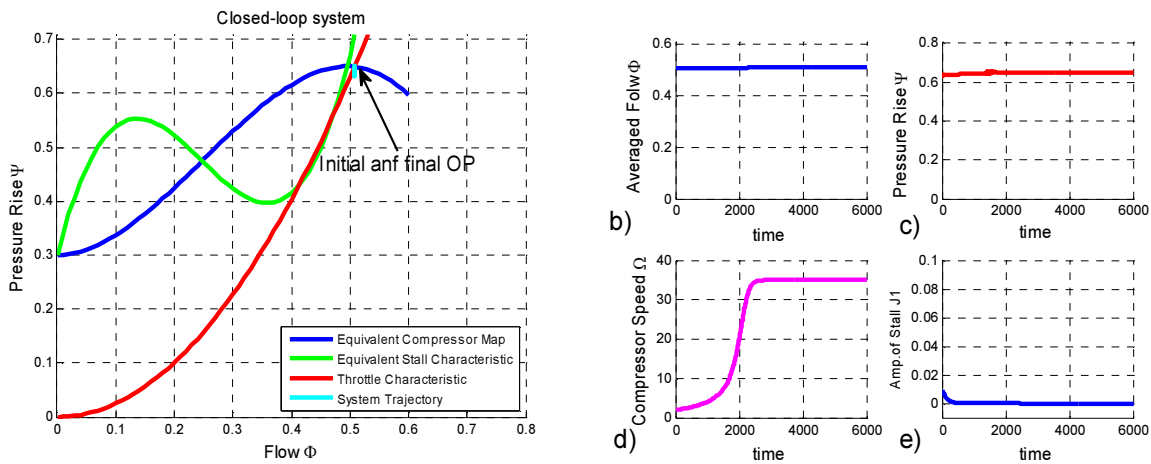 Closed-loop system
0.7
0.6
0.5
0.4
0.3
0.2
0.1
0
Pressure Rise Ψ
Initial anf final OP
Equivalent Compressor Map
Equivalent Stall Characteristic
Throttle Characteristic
System Trajectory
0 0.1 0.2 0.3 0.4 0.5 0.6 0.7 0.8
Flow Φ
0.6
0.4
0.2
0
Averaged Folw Φ
0 2000 4000 6000
b)
time
0.8
0.6
0.4
0.2
0
Pressure Rise Ψ
0 2000 4000 6000
c)
time
40
30
20
10
0
Compressor Speed Ω
0 2000 4000 6000
d)
time
0.1
0.08
0.06
0.04
0.02
0
Amp.of Stall J1
0 2000 4000 6000
e)
time